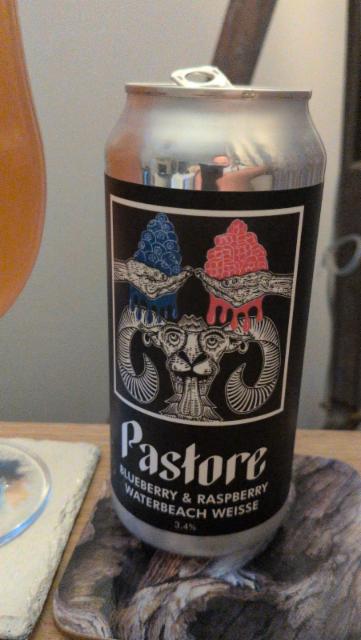 Pastore
BLUEBERRY & RASPBERRY
WATERBEACH WEISSE
3.4%